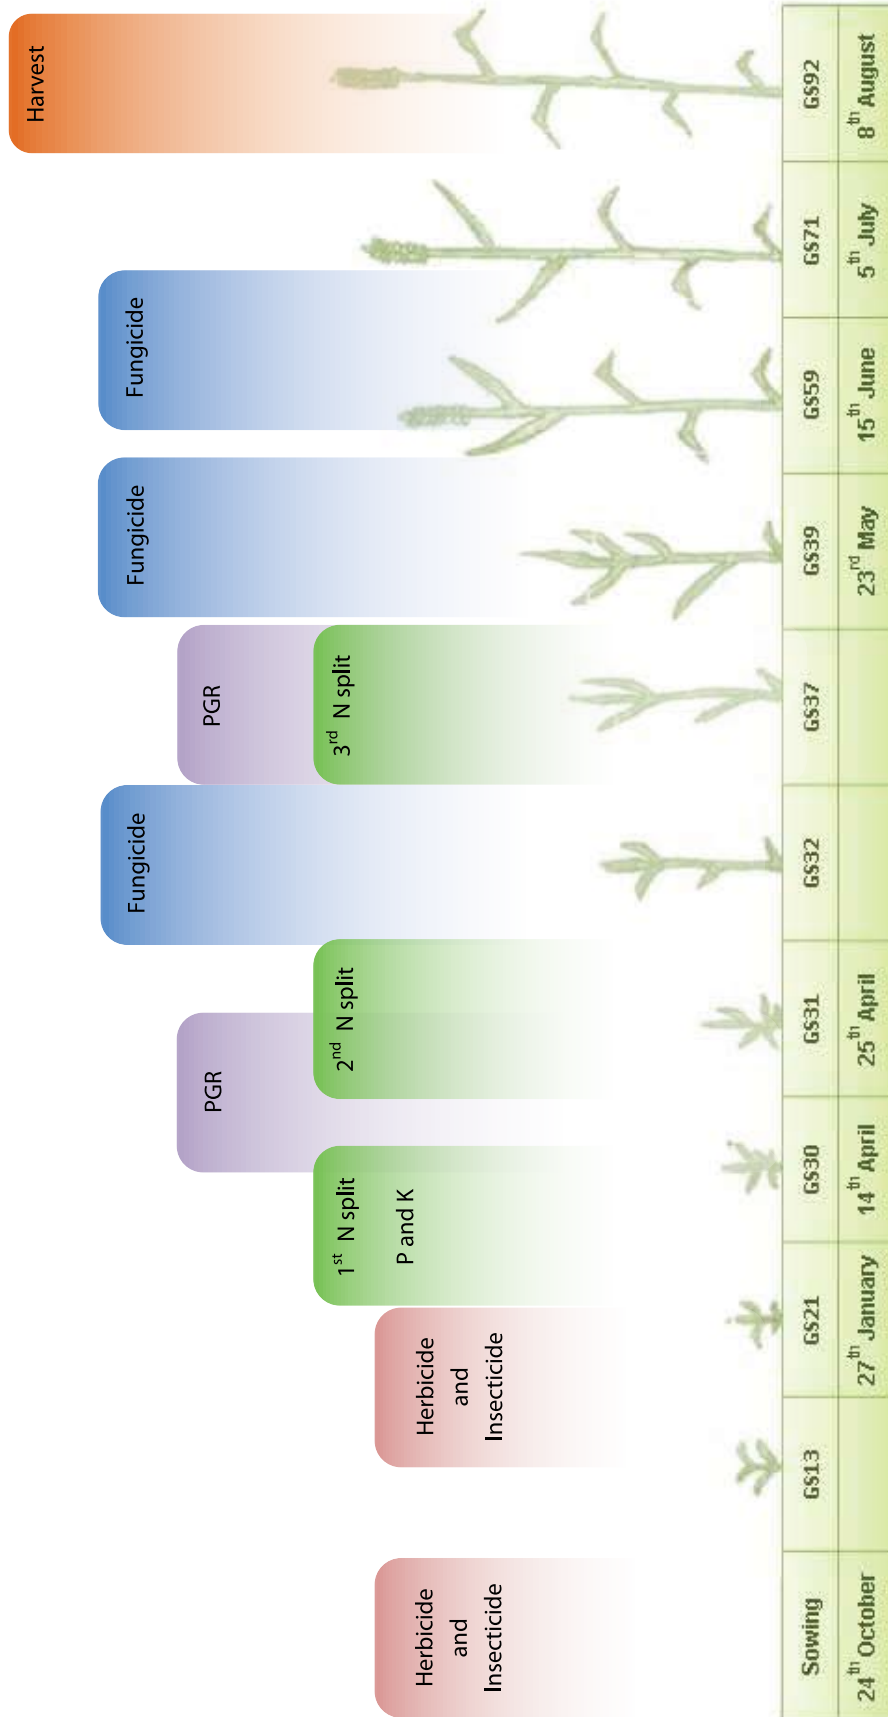 Harvest
Fungicide
Fungicide
Fungicide
PGR
PGR
3rd N split
2nd N split
1st N split
P and K
Herbicide
and
Insecticide
Herbicide
and
Insecticide
Sowing GS13 GS21 GS30 GS31 GS32 GS37 GS39 GS59 GS71 GS92
24th October 27th January 14th April 25th April 23rd May 15th June 5th July 8th August